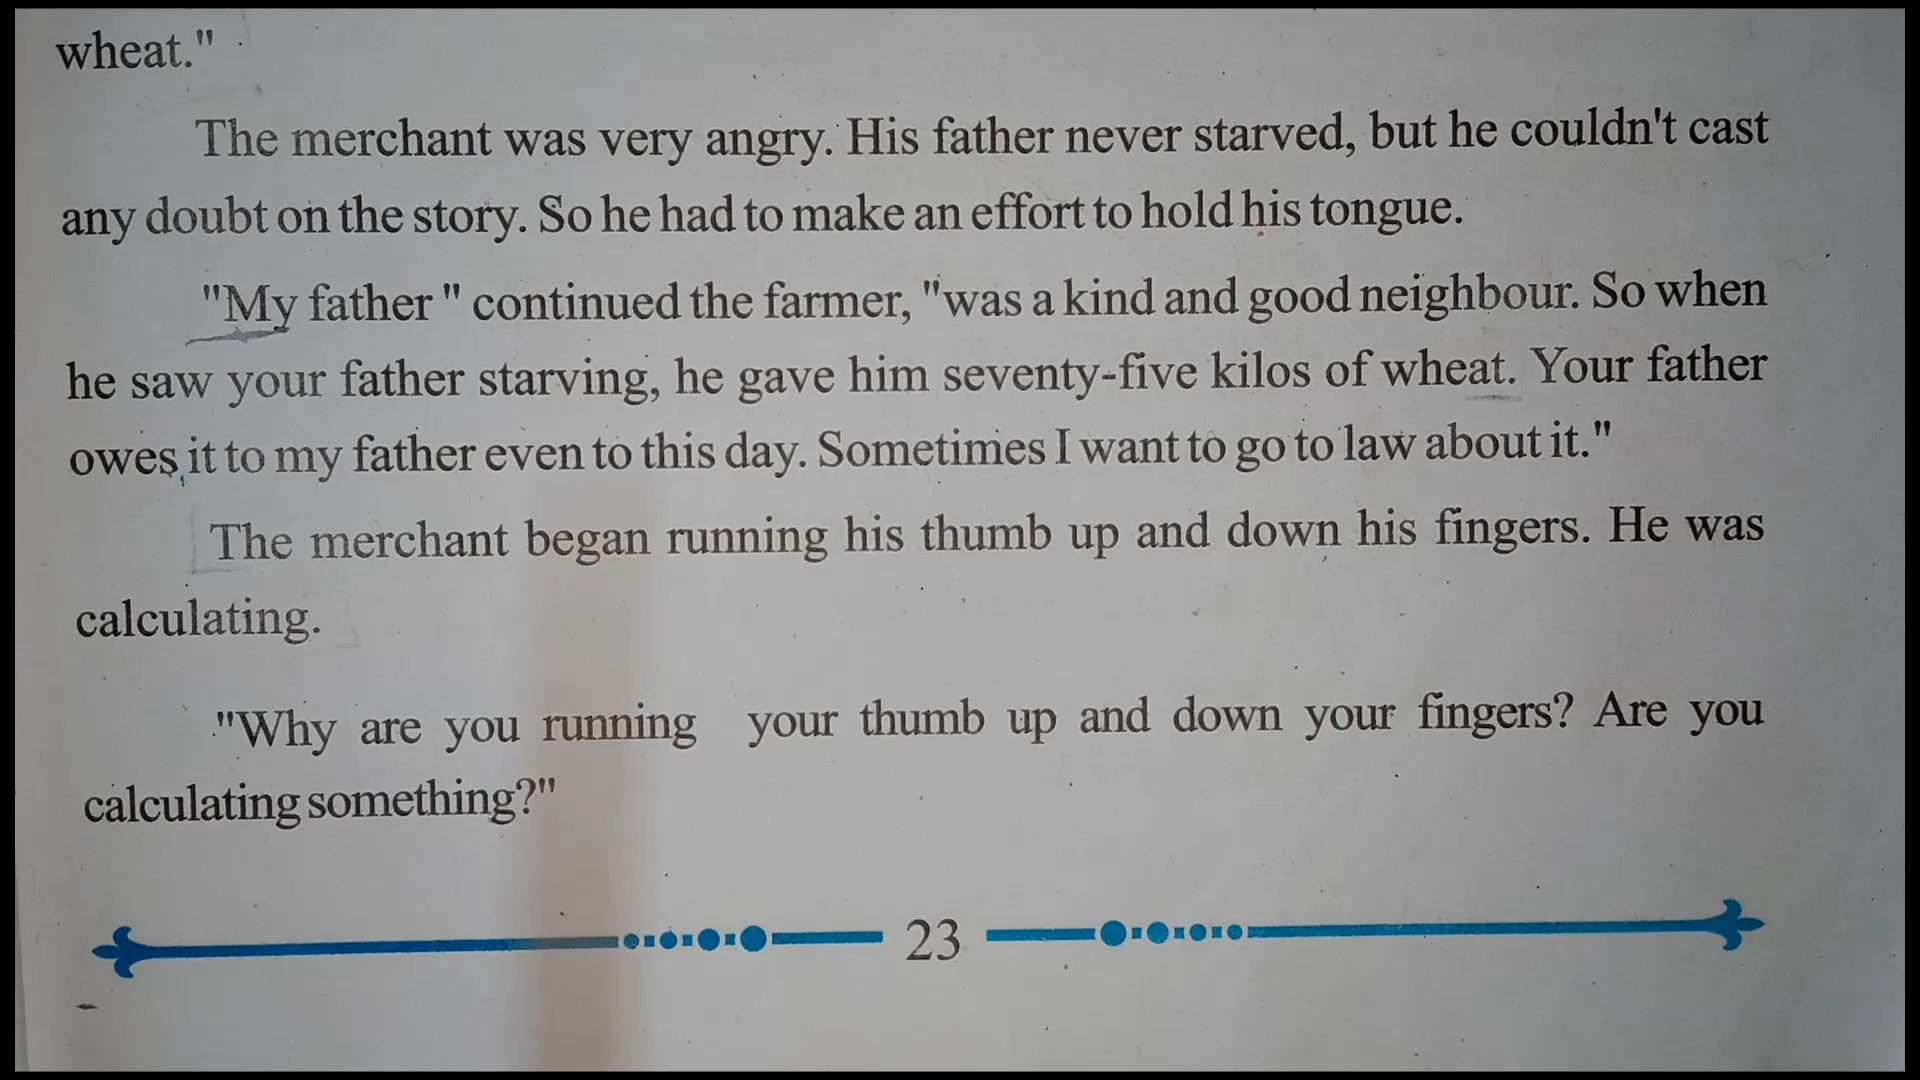 wheat."
The merchant was very angry. His father never starved, but he couldn't cast
any doubt on the story. So he had to make an effort to hold his tongue.
"My father " continued the farmer, "was a kind and good neighbour. So when
he saw your father starving, he gave him seventy-five kilos of wheat. Your father
owes it to my father even to this day. Sometimes I want to go to law about it."
The merchant began running his thumb up and down his fingers. He was
calculating.
"Why are you running your thumb up and down your fingers? Are you
calculating something?"
23